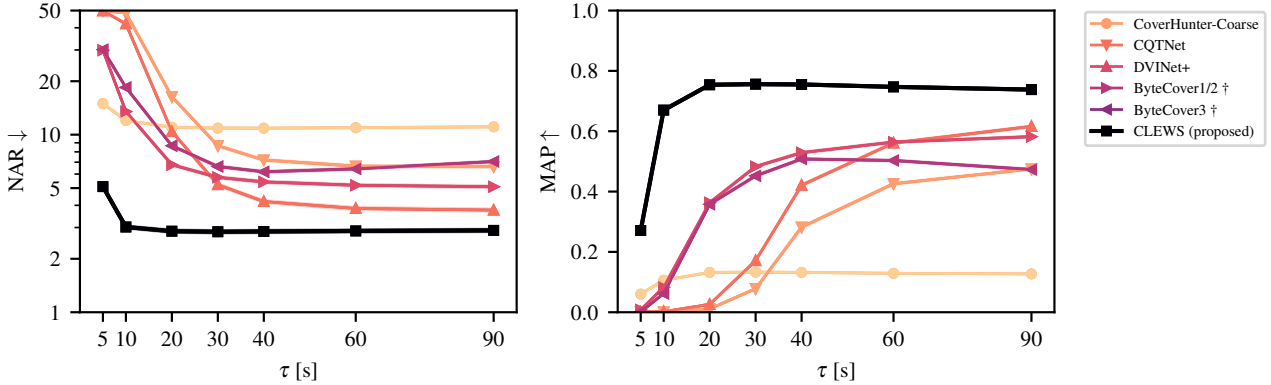 50
20
10
5
2
1
NAR ↓
5 10 20 30 40 60 90
τ [s]
1.0
0.8
0.6
0.4
0.2
0.0
MAP ↑
5 10 20 30 40 60 90
τ [s]
CoverHunter-Coarse
CQTNet
DVINet+
ByteCover1/2 †
ByteCover3 †
CLEWS (proposed)